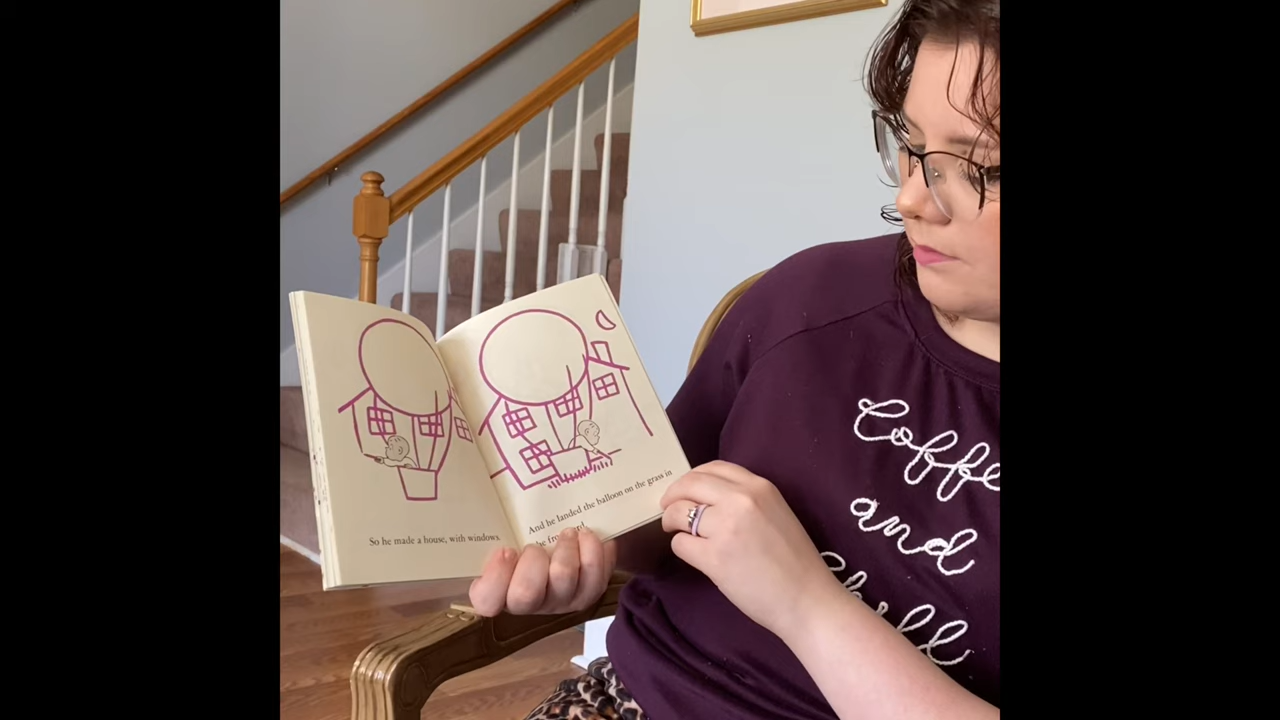 So he made a house, with windows.
And he landed the balloon on the grass in
Coffee
and